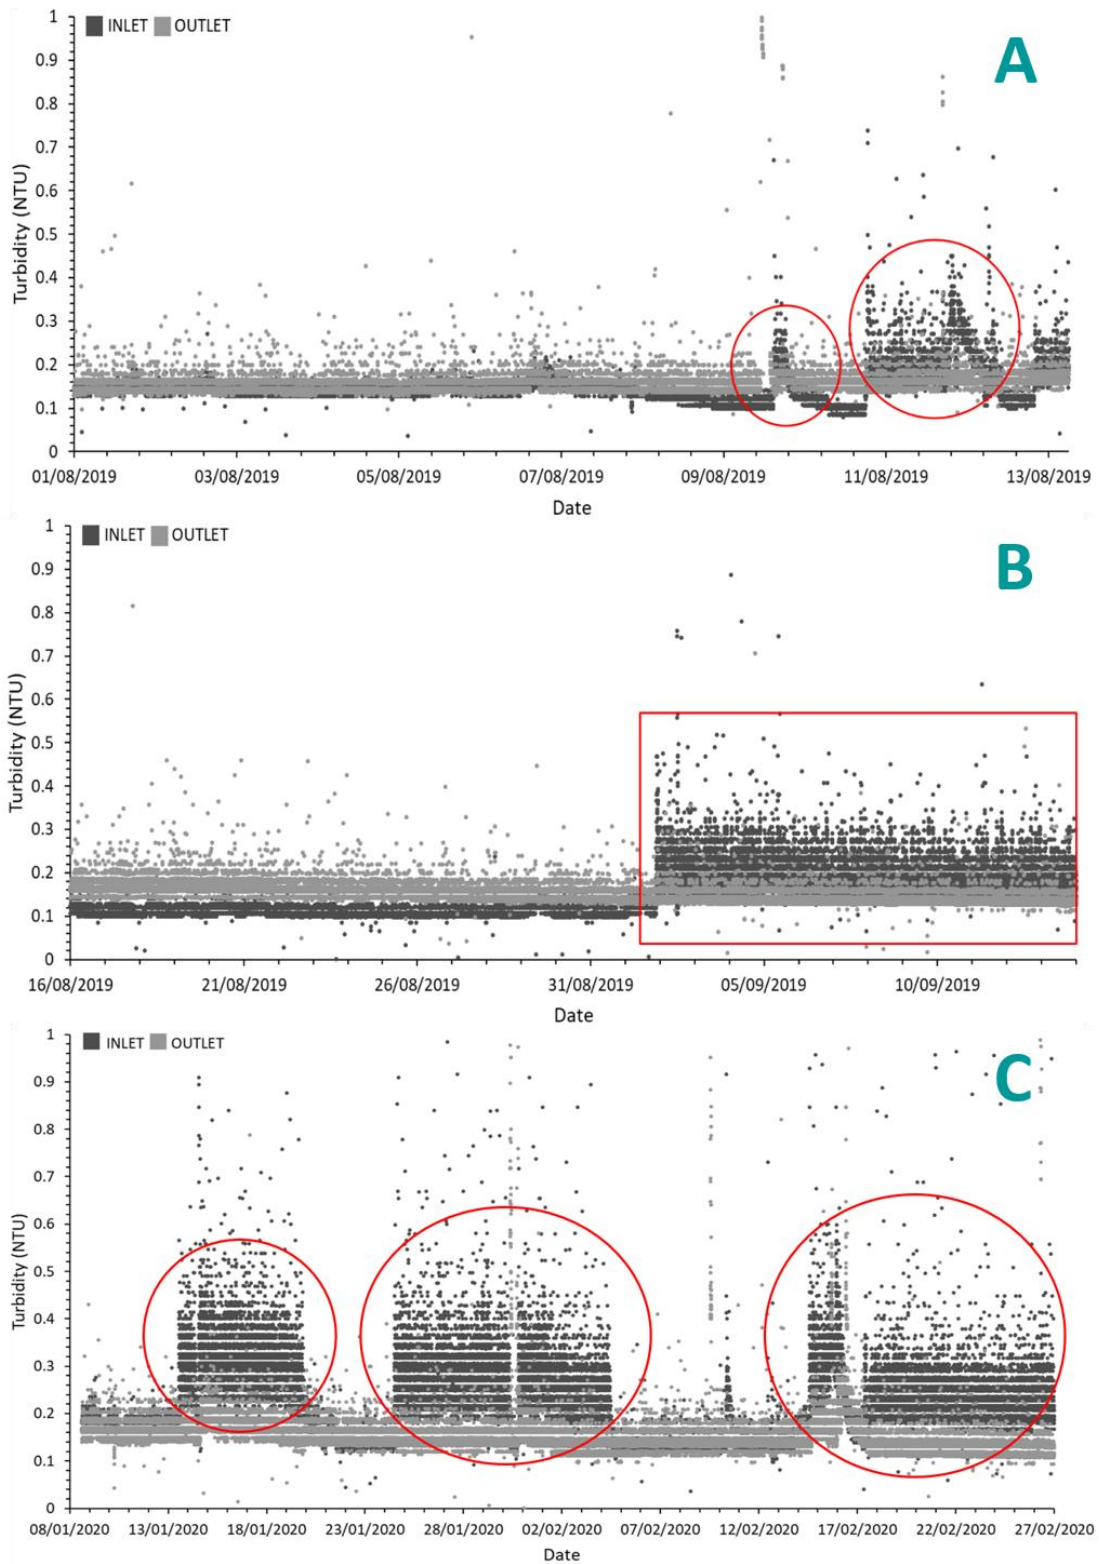 INLET OUTLET
A
1
0.9
0.8
0.7
0.6
0.5
0.4
0.3
0.2
0.1
0
Turbidity (NTU)
01/08/2019 03/08/2019 05/08/2019 07/08/2019 09/08/2019 11/08/2019 13/08/2019
Date
INLET OUTLET
B
1
0.9
0.8
0.7
0.6
0.5
0.4
0.3
0.2
0.1
0
Turbidity (NTU)
16/08/2019 21/08/2019 26/08/2019 31/08/2019 05/09/2019 10/09/2019
Date
INLET OUTLET
C
1
0.9
0.8
0.7
0.6
0.5
0.4
0.3
0.2
0.1
0
Turbidity (NTU)
08/01/2020 13/01/2020 18/01/2020 23/01/2020 28/01/2020 02/02/2020 07/02/2020 12/02/2020 17/02/2020 22/02/2020 27/02/2020
Date